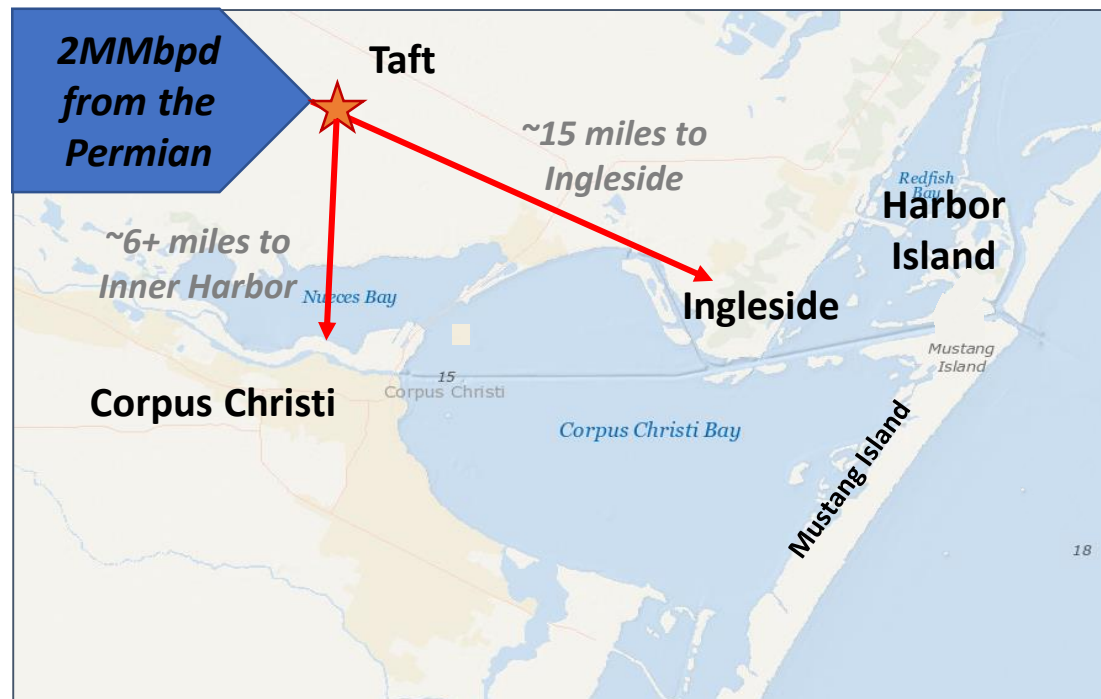 2MMbpd
from the
Permian
Taft
~15 miles to
Ingleside
~6+ miles to
Inner Harbor
Nueces Bay
Redfish
Bay
Harbor
Island
Ingleside
Mustang
Island
15
Corpus Christi
Corpus Christi
Corpus Christi Bay
Mustang Island
18